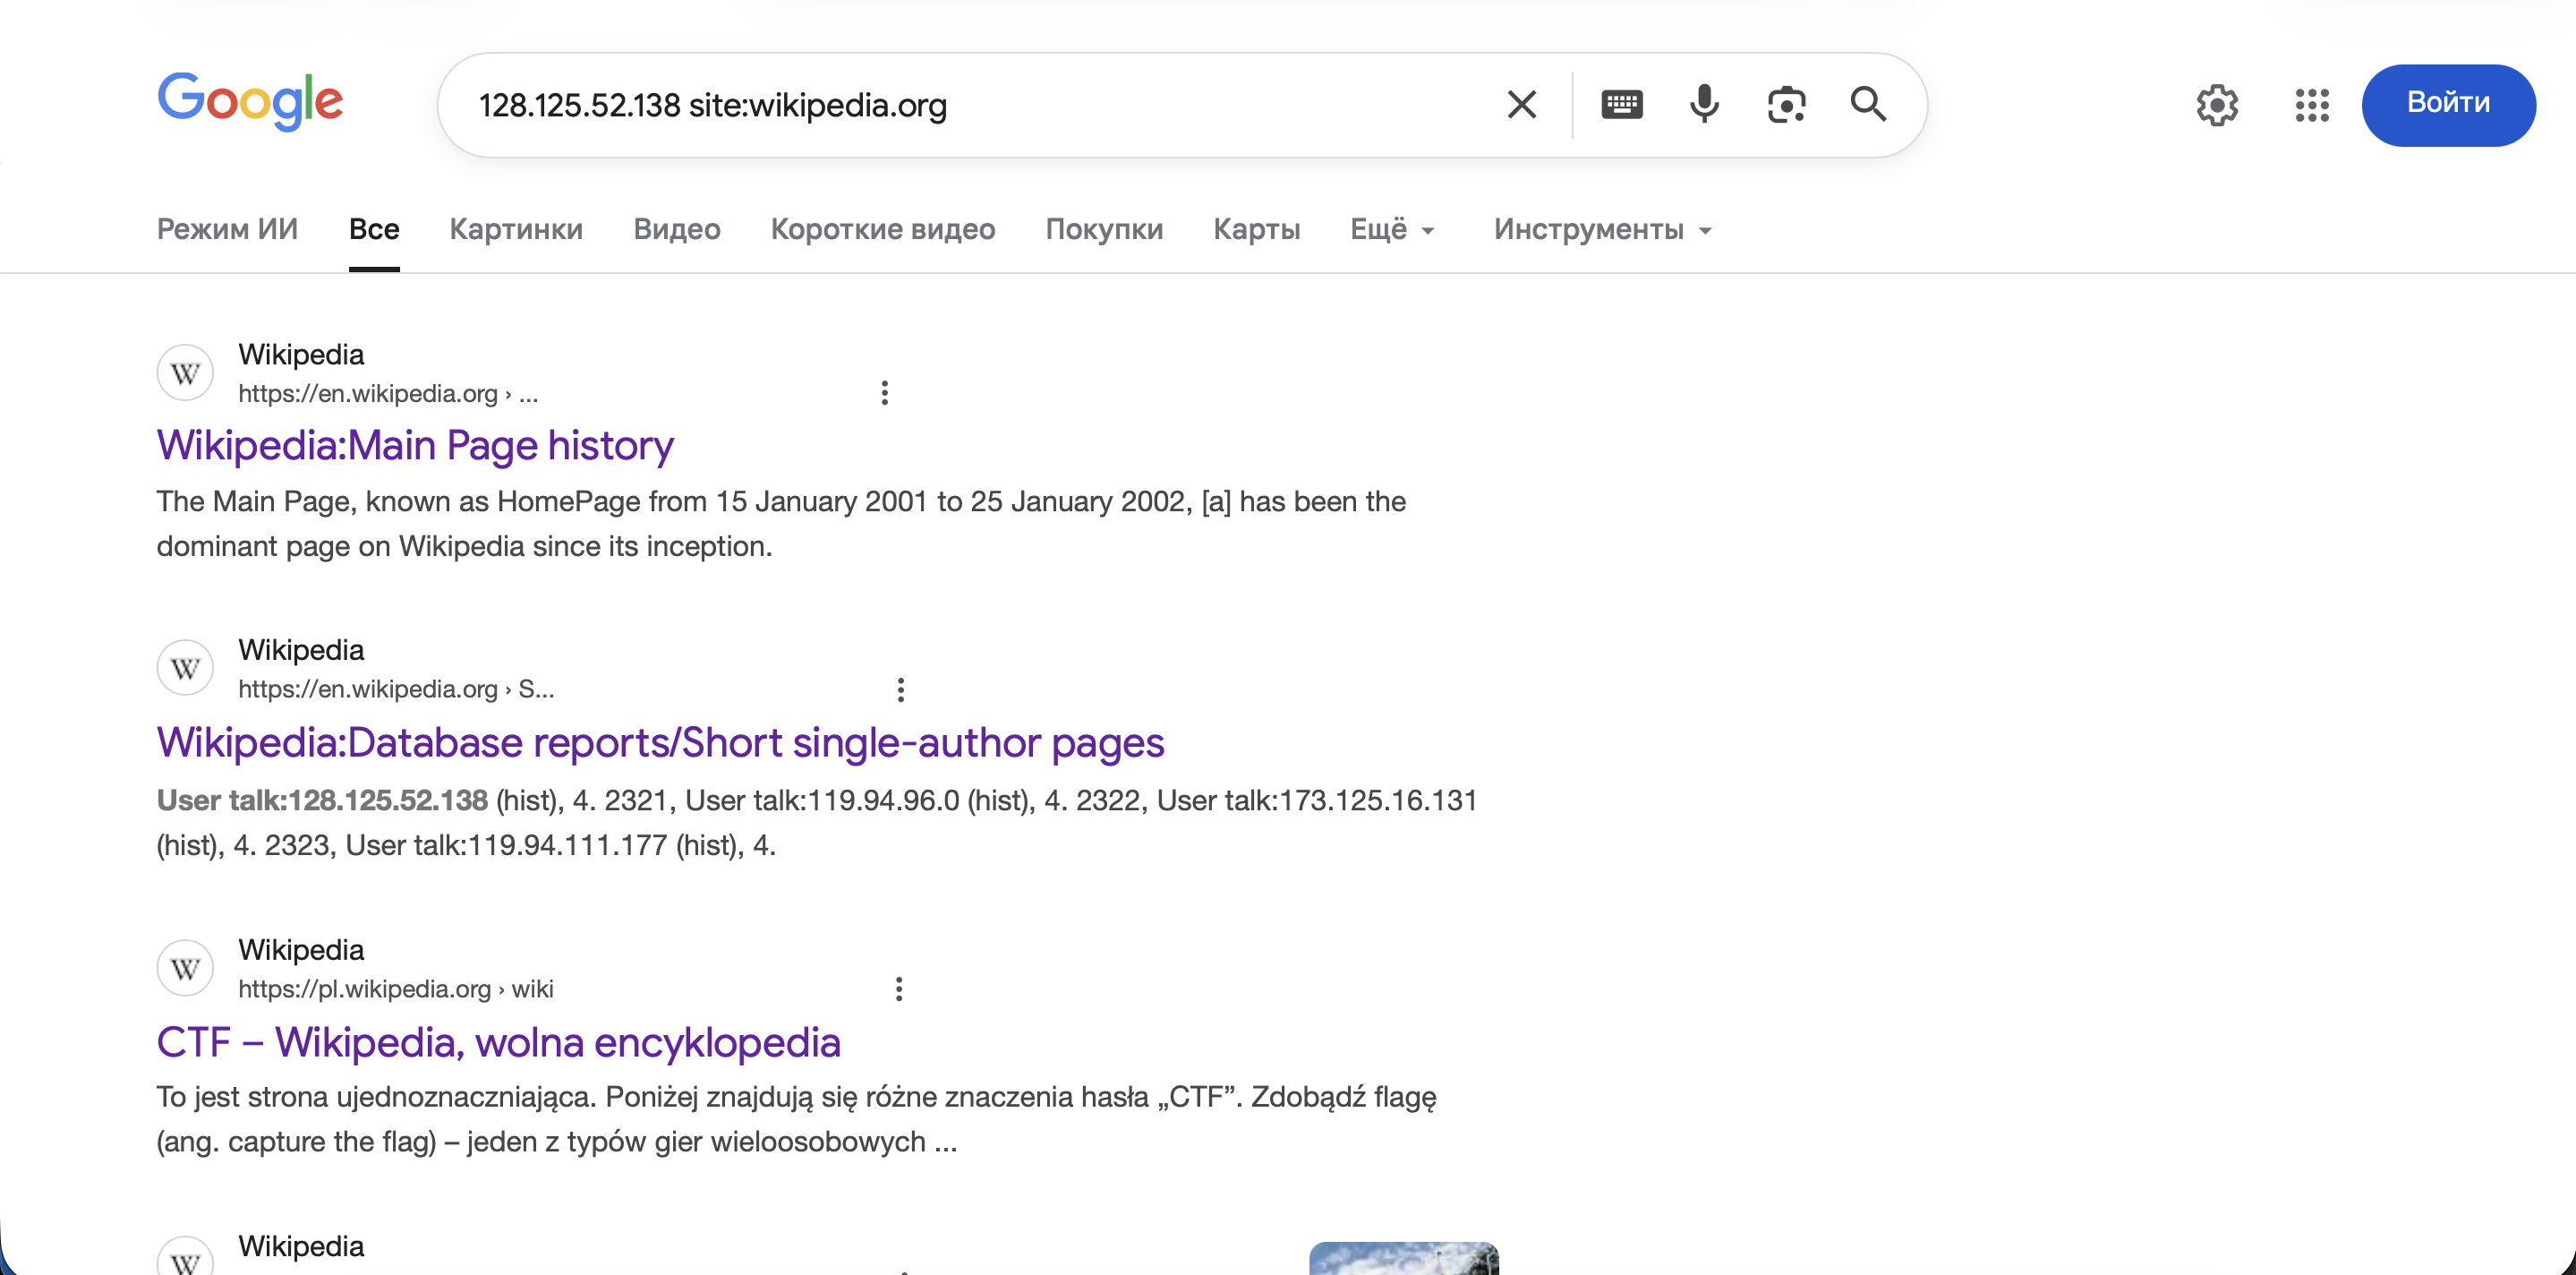 Google
128.125.52.138 site:wikipedia.org
Войти
Режим ИИ Все Картинки Видео Короткие видео Покупки Карты Ещё Инструменты
W
Wikipedia
https://en.wikipedia.org › ...
Wikipedia:Main Page history
The Main Page, known as HomePage from 15 January 2001 to 25 January 2002, [a] has been the
dominant page on Wikipedia since its inception.
W
Wikipedia
https://en.wikipedia.org › S...
Wikipedia:Database reports/Short single-author pages
User talk:128.125.52.138 (hist), 4. 2321, User talk:119.94.96.0 (hist), 4. 2322, User talk:173.125.16.131
(hist), 4. 2323, User talk:119.94.111.177 (hist), 4.
W
Wikipedia
https://pl.wikipedia.org › wiki
CTF – Wikipedia, wolna encyklopedia
To jest strona ujednoznaczniająca. Poniżej znajdują się różne znaczenia hasła „CTF”. Zdobądź flagę
(ang. capture the flag) – jeden z typów gier wieloosobowych ...
W
Wikipedia